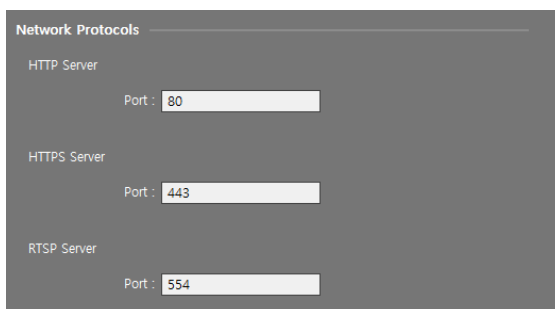 Network Protocols
HTTP Server
Port : 80
HTTPS Server
Port : 443
RTSP Server
Port : 554